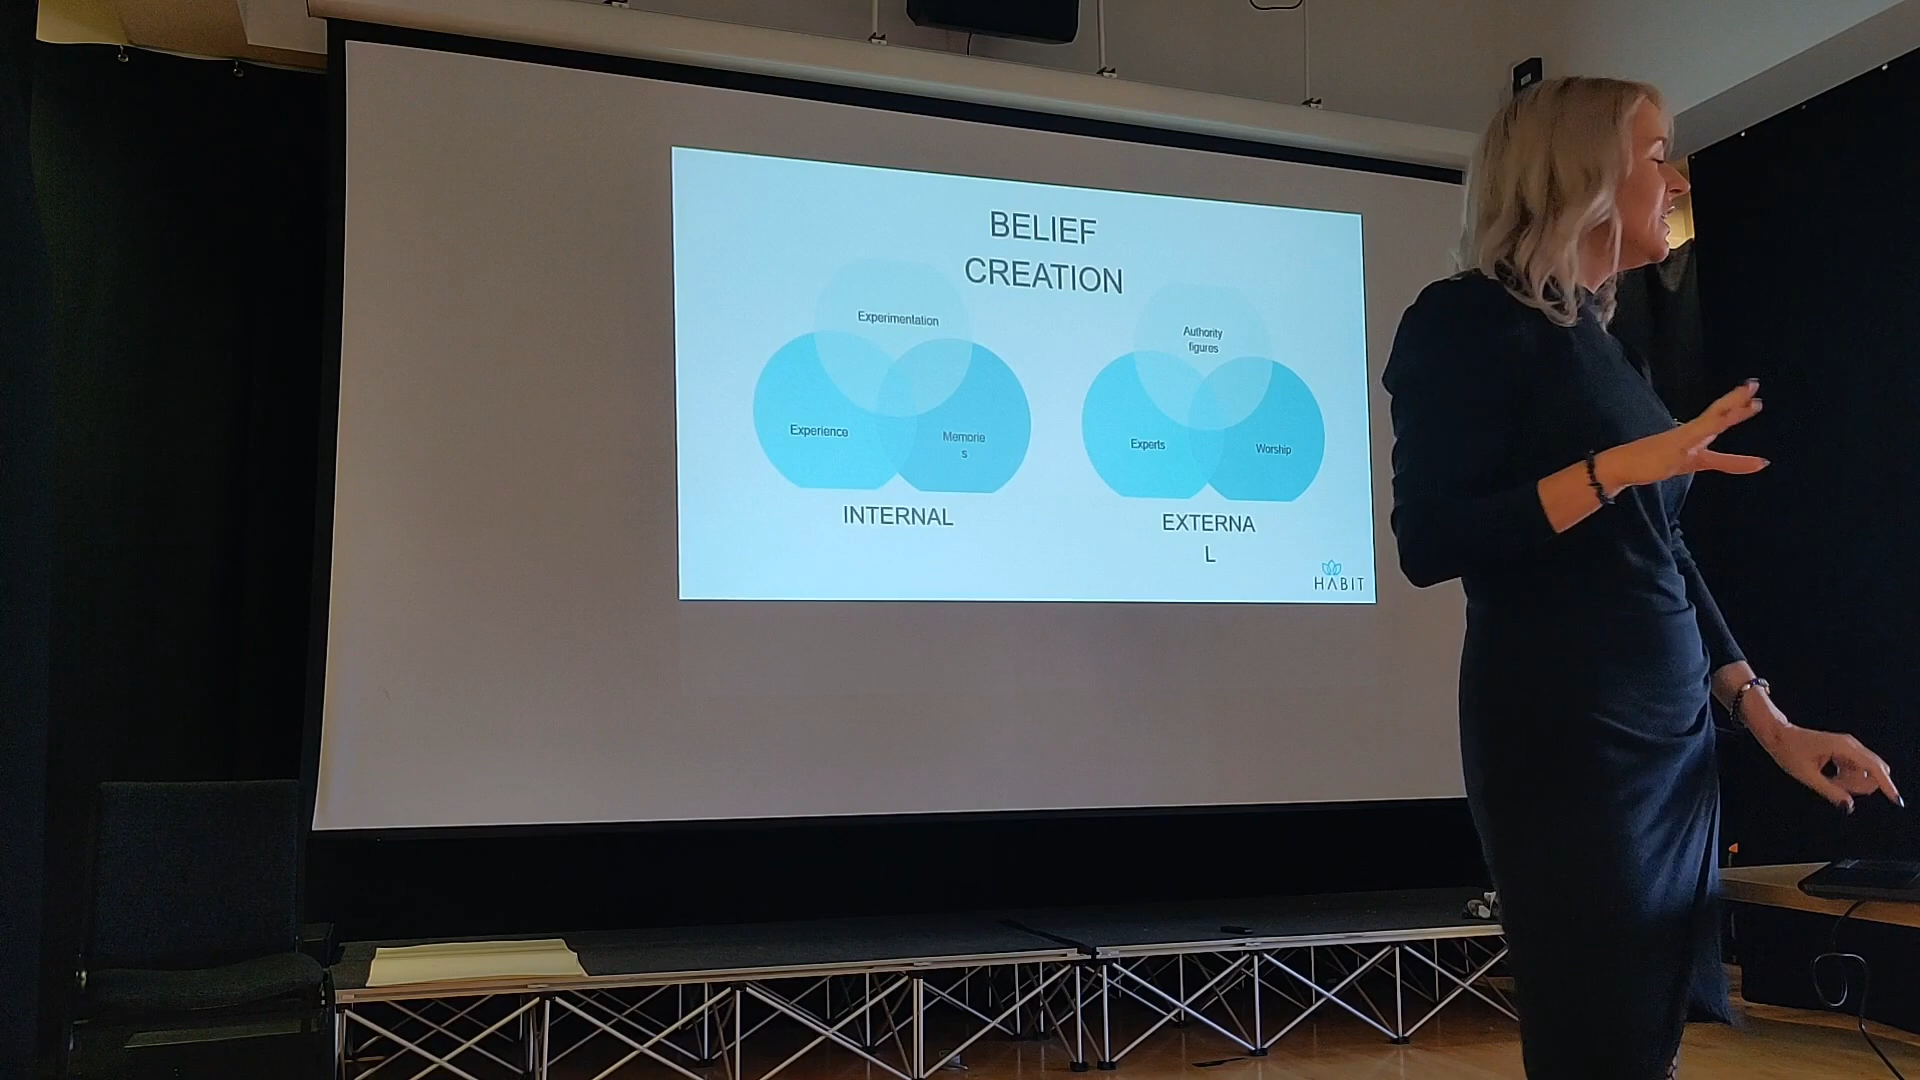 BELIEF
CREATION
Experimentation
Experience
Memorie
s
INTERNAL
Authority
figures
Experts
Worship
EXTERNA
L
HABIT